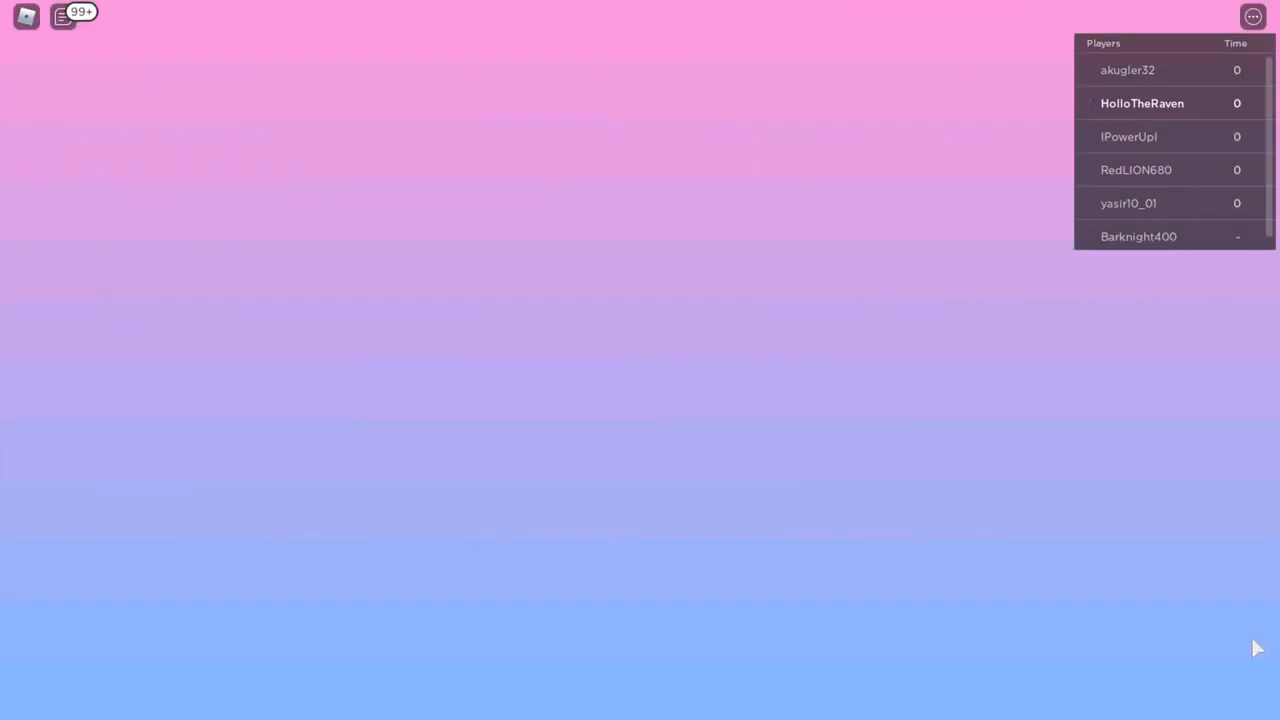 99+
Players Time
akugler32 0
HolloTheRaven 0
IPowerUpI 0
RedLION680 0
yasir10_01 0
Barknight400 -